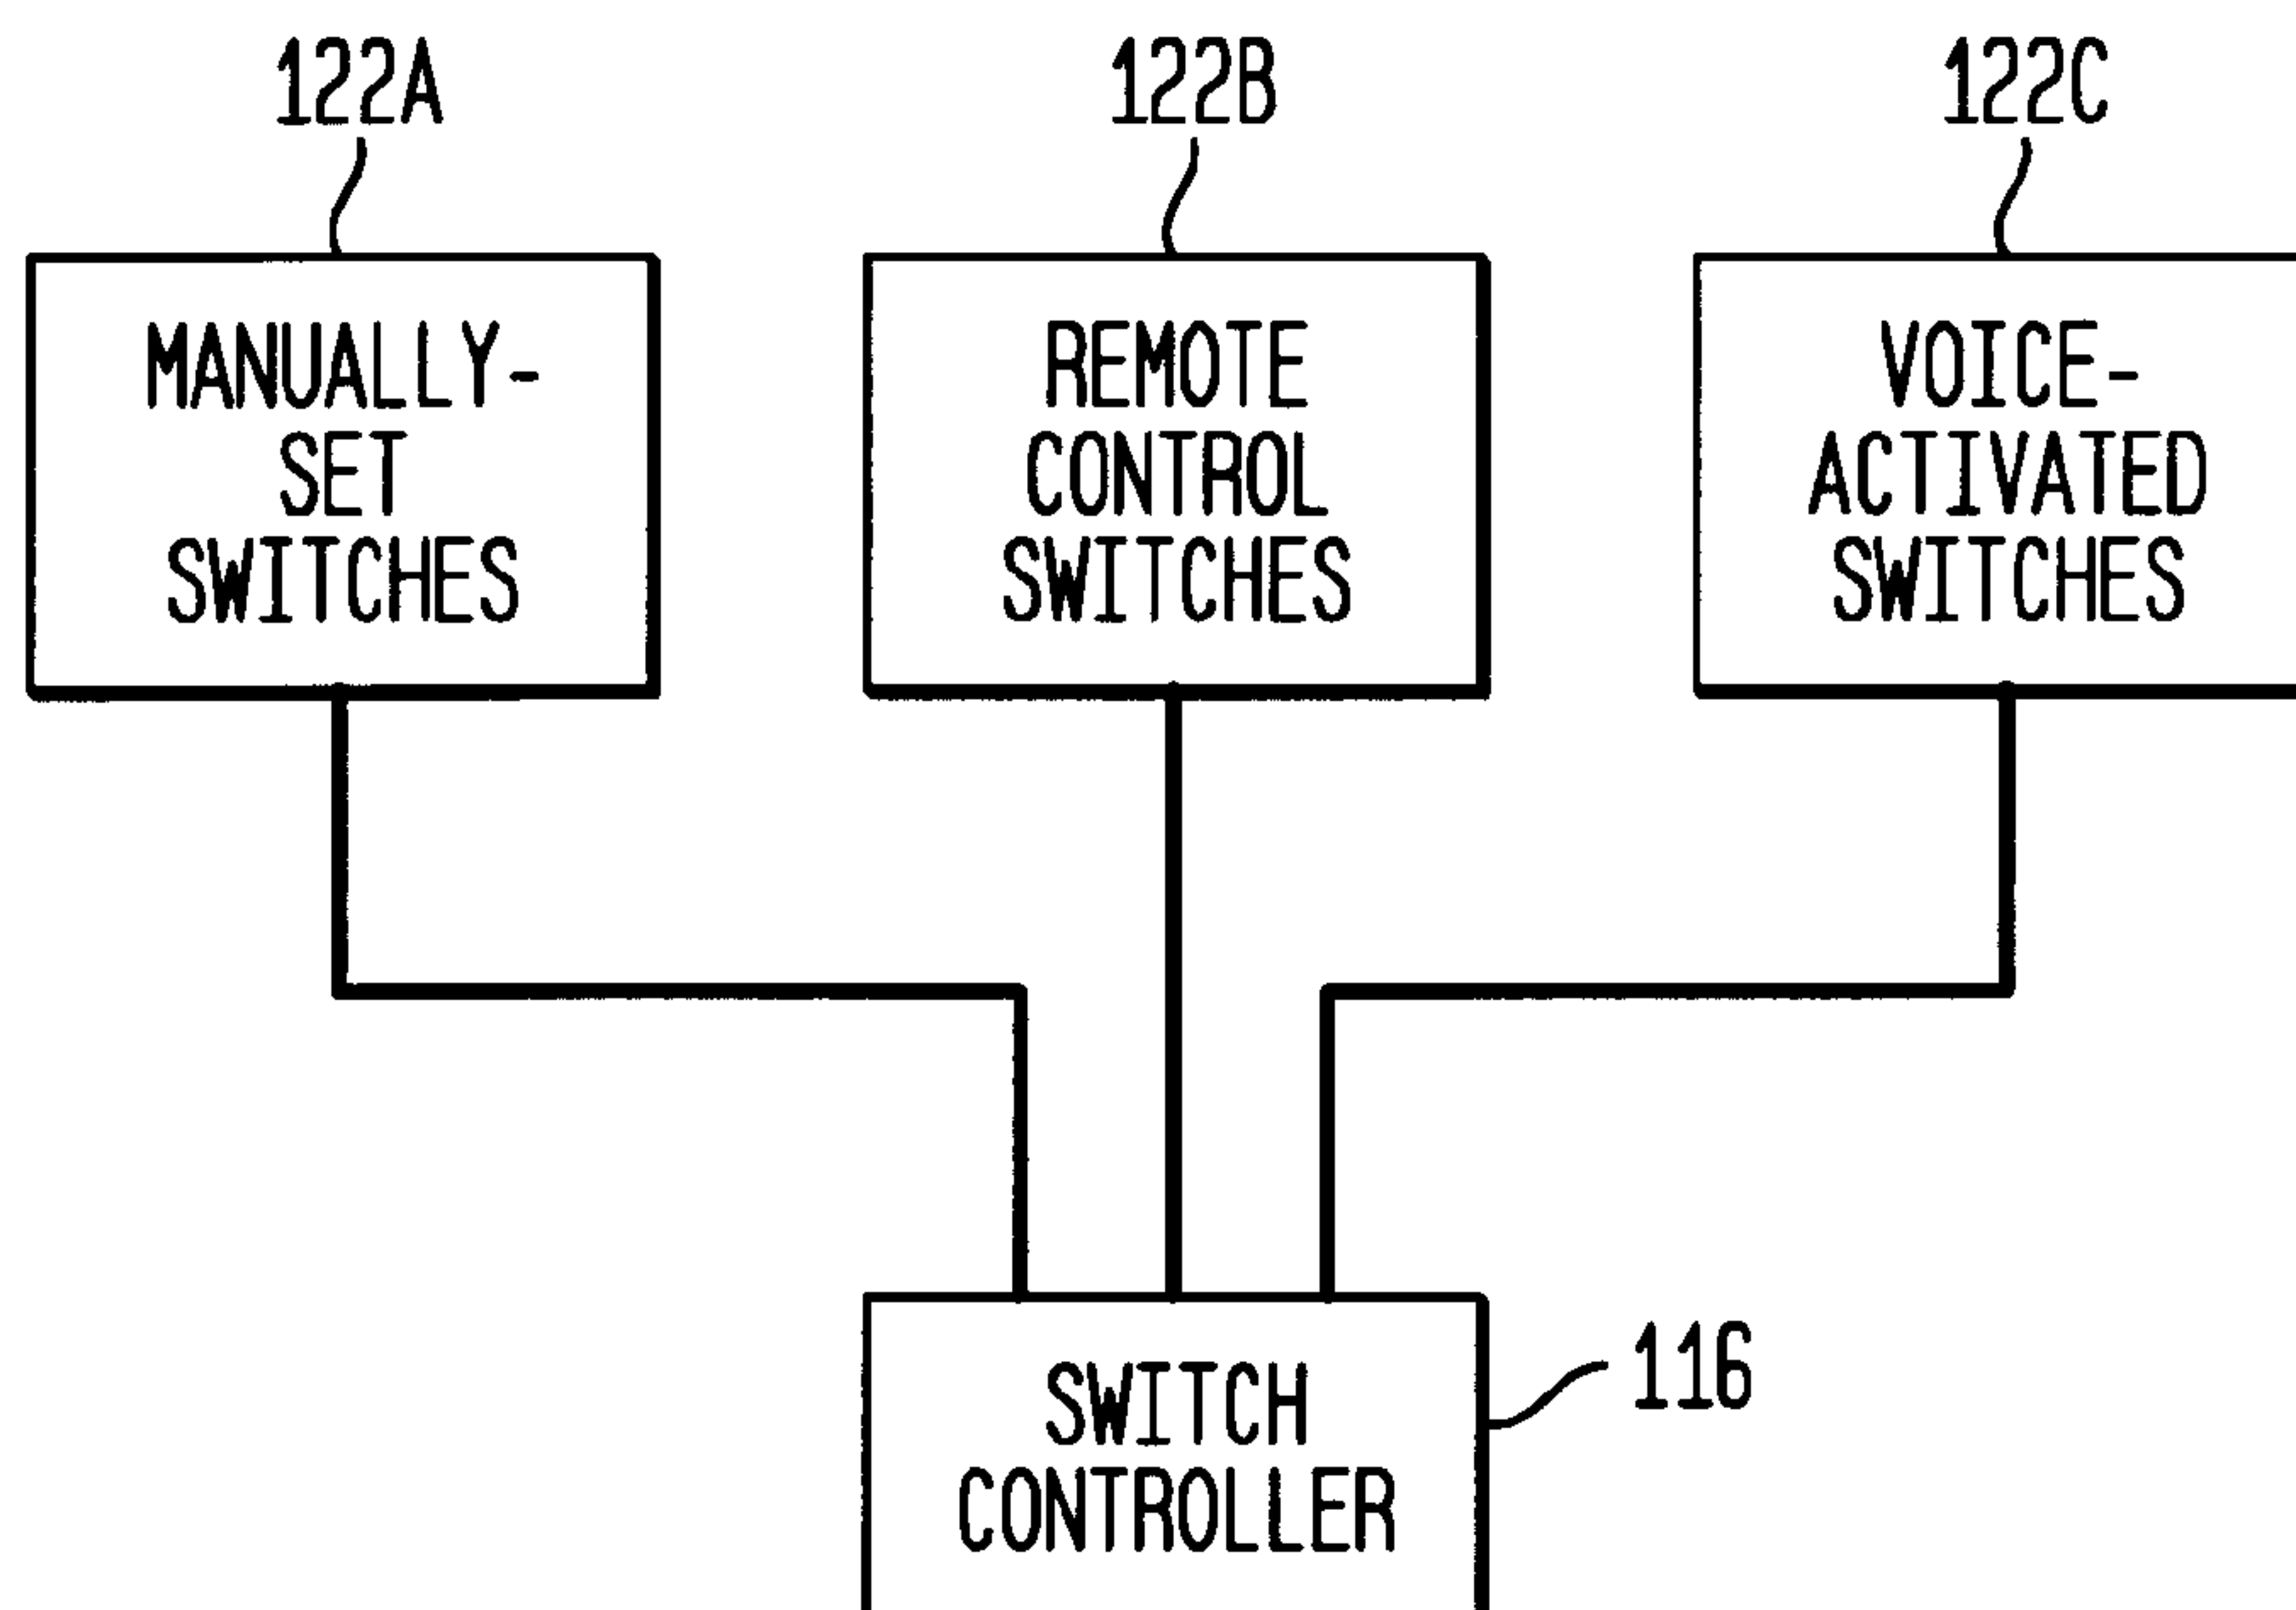 122A
122B
122C
MANUALLY-
SET
SWITCHES
REMOTE
CONTROL
SWITCHES
VOICE-
ACTIVATED
SWITCHES
116
SWITCH
CONTROLLER